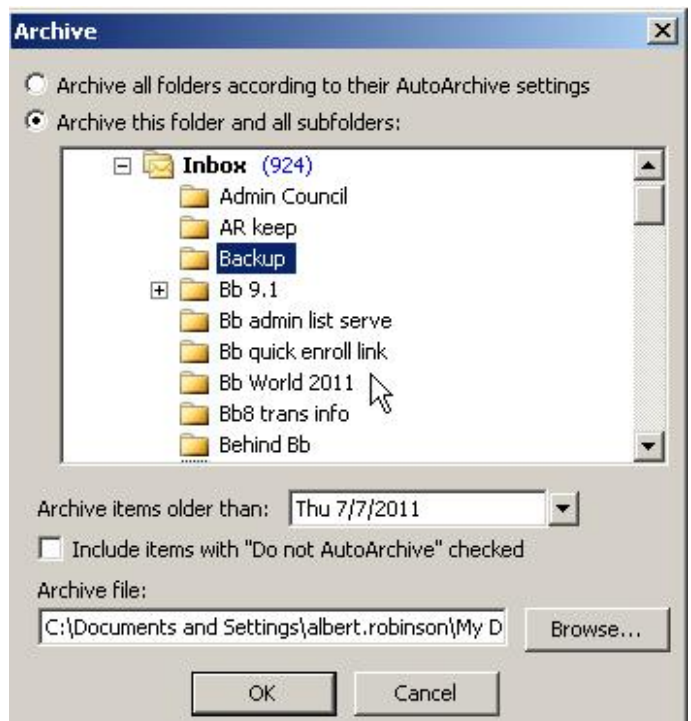 Archive
Archive all folders according to their AutoArchive settings
Archive this folder and all subfolders:
Inbox (924)
Admin Council
AR keep
Backup
Bb 9.1
Bb admin list serve
Bb quick enroll link
Bb World 2011
Bb8 trans info
Behind Bb
Archive items older than: Thu 7/7/2011
Include items with "Do not AutoArchive" checked
Archive file:
C:\Documents and Settings\albert.robinson\My D Browse...
OK Cancel